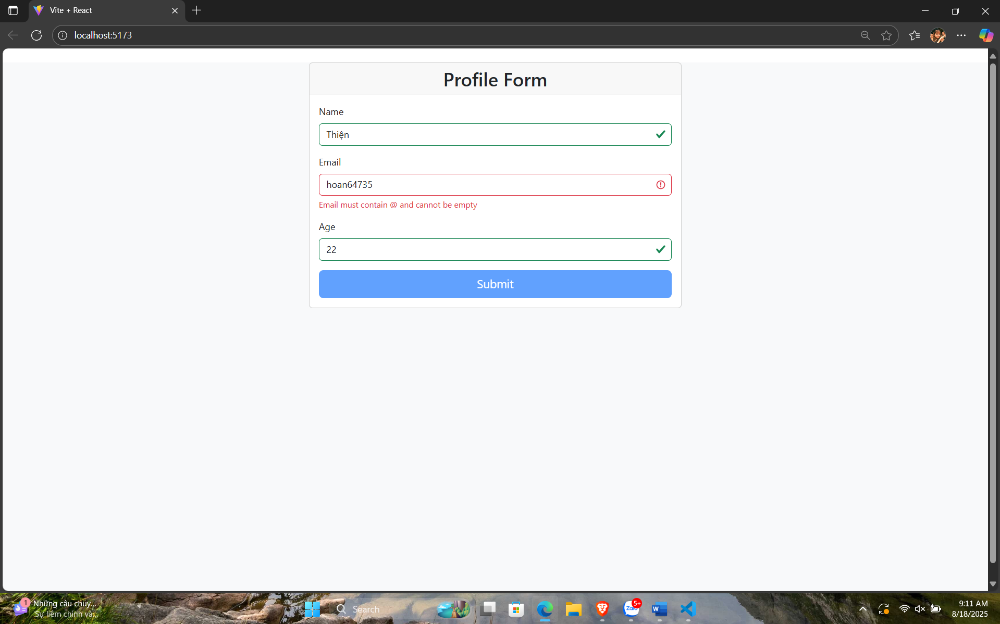 Vite + React
localhost:5173
Profile Form
Name
Thiện
Email
hoan64735
Email must contain @ and cannot be empty
Age
22
Submit
1
Những câu chuy...
'Sự liêm chính và...
Search
Zalo
5+
W
9:11 AM
8/18/2025